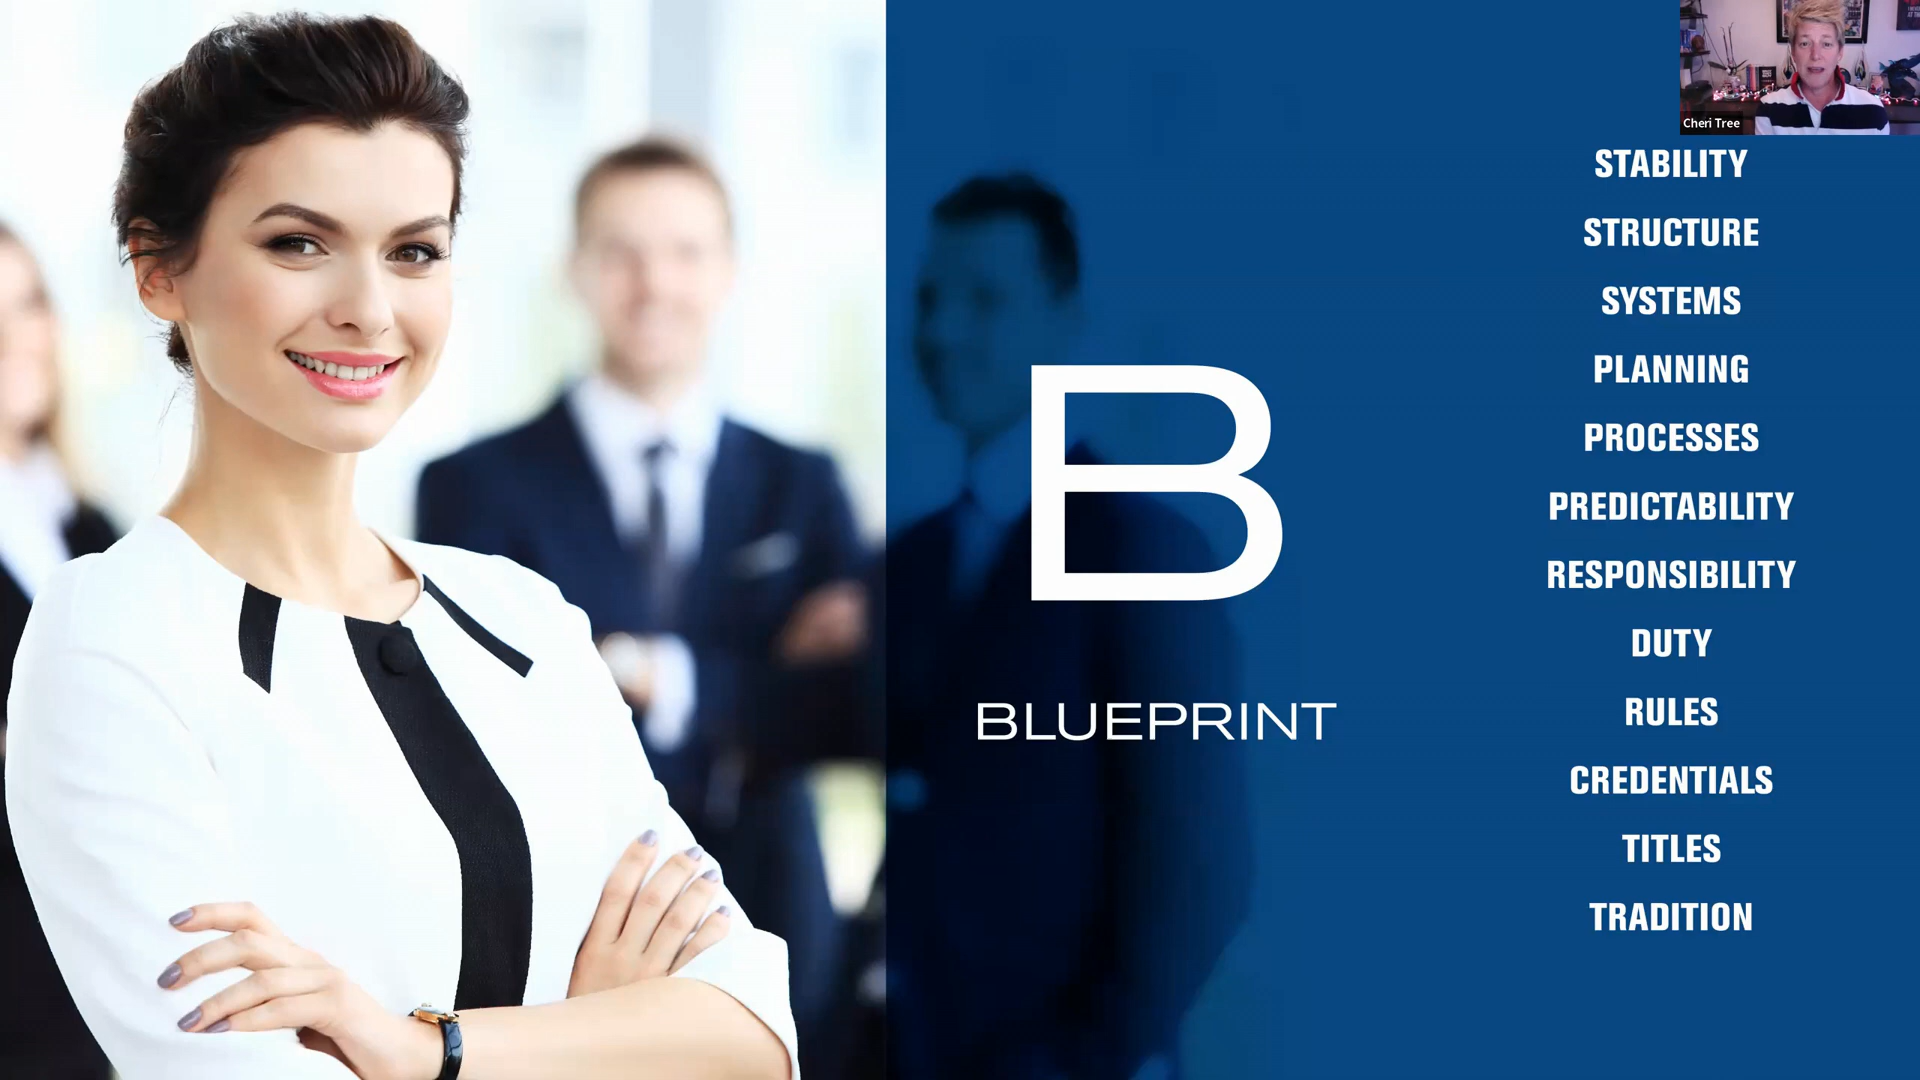 Cheri Tree
B
BLUEPRINT
STABILITY
STRUCTURE
SYSTEMS
PLANNING
PROCESSES
PREDICTABILITY
RESPONSIBILITY
DUTY
RULES
CREDENTIALS
TITLES
TRADITION